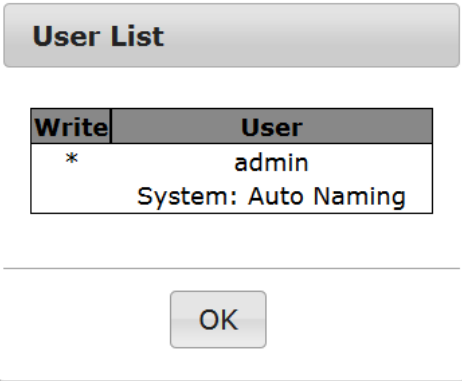 User List
Write User
* admin
System: Auto Naming
OK